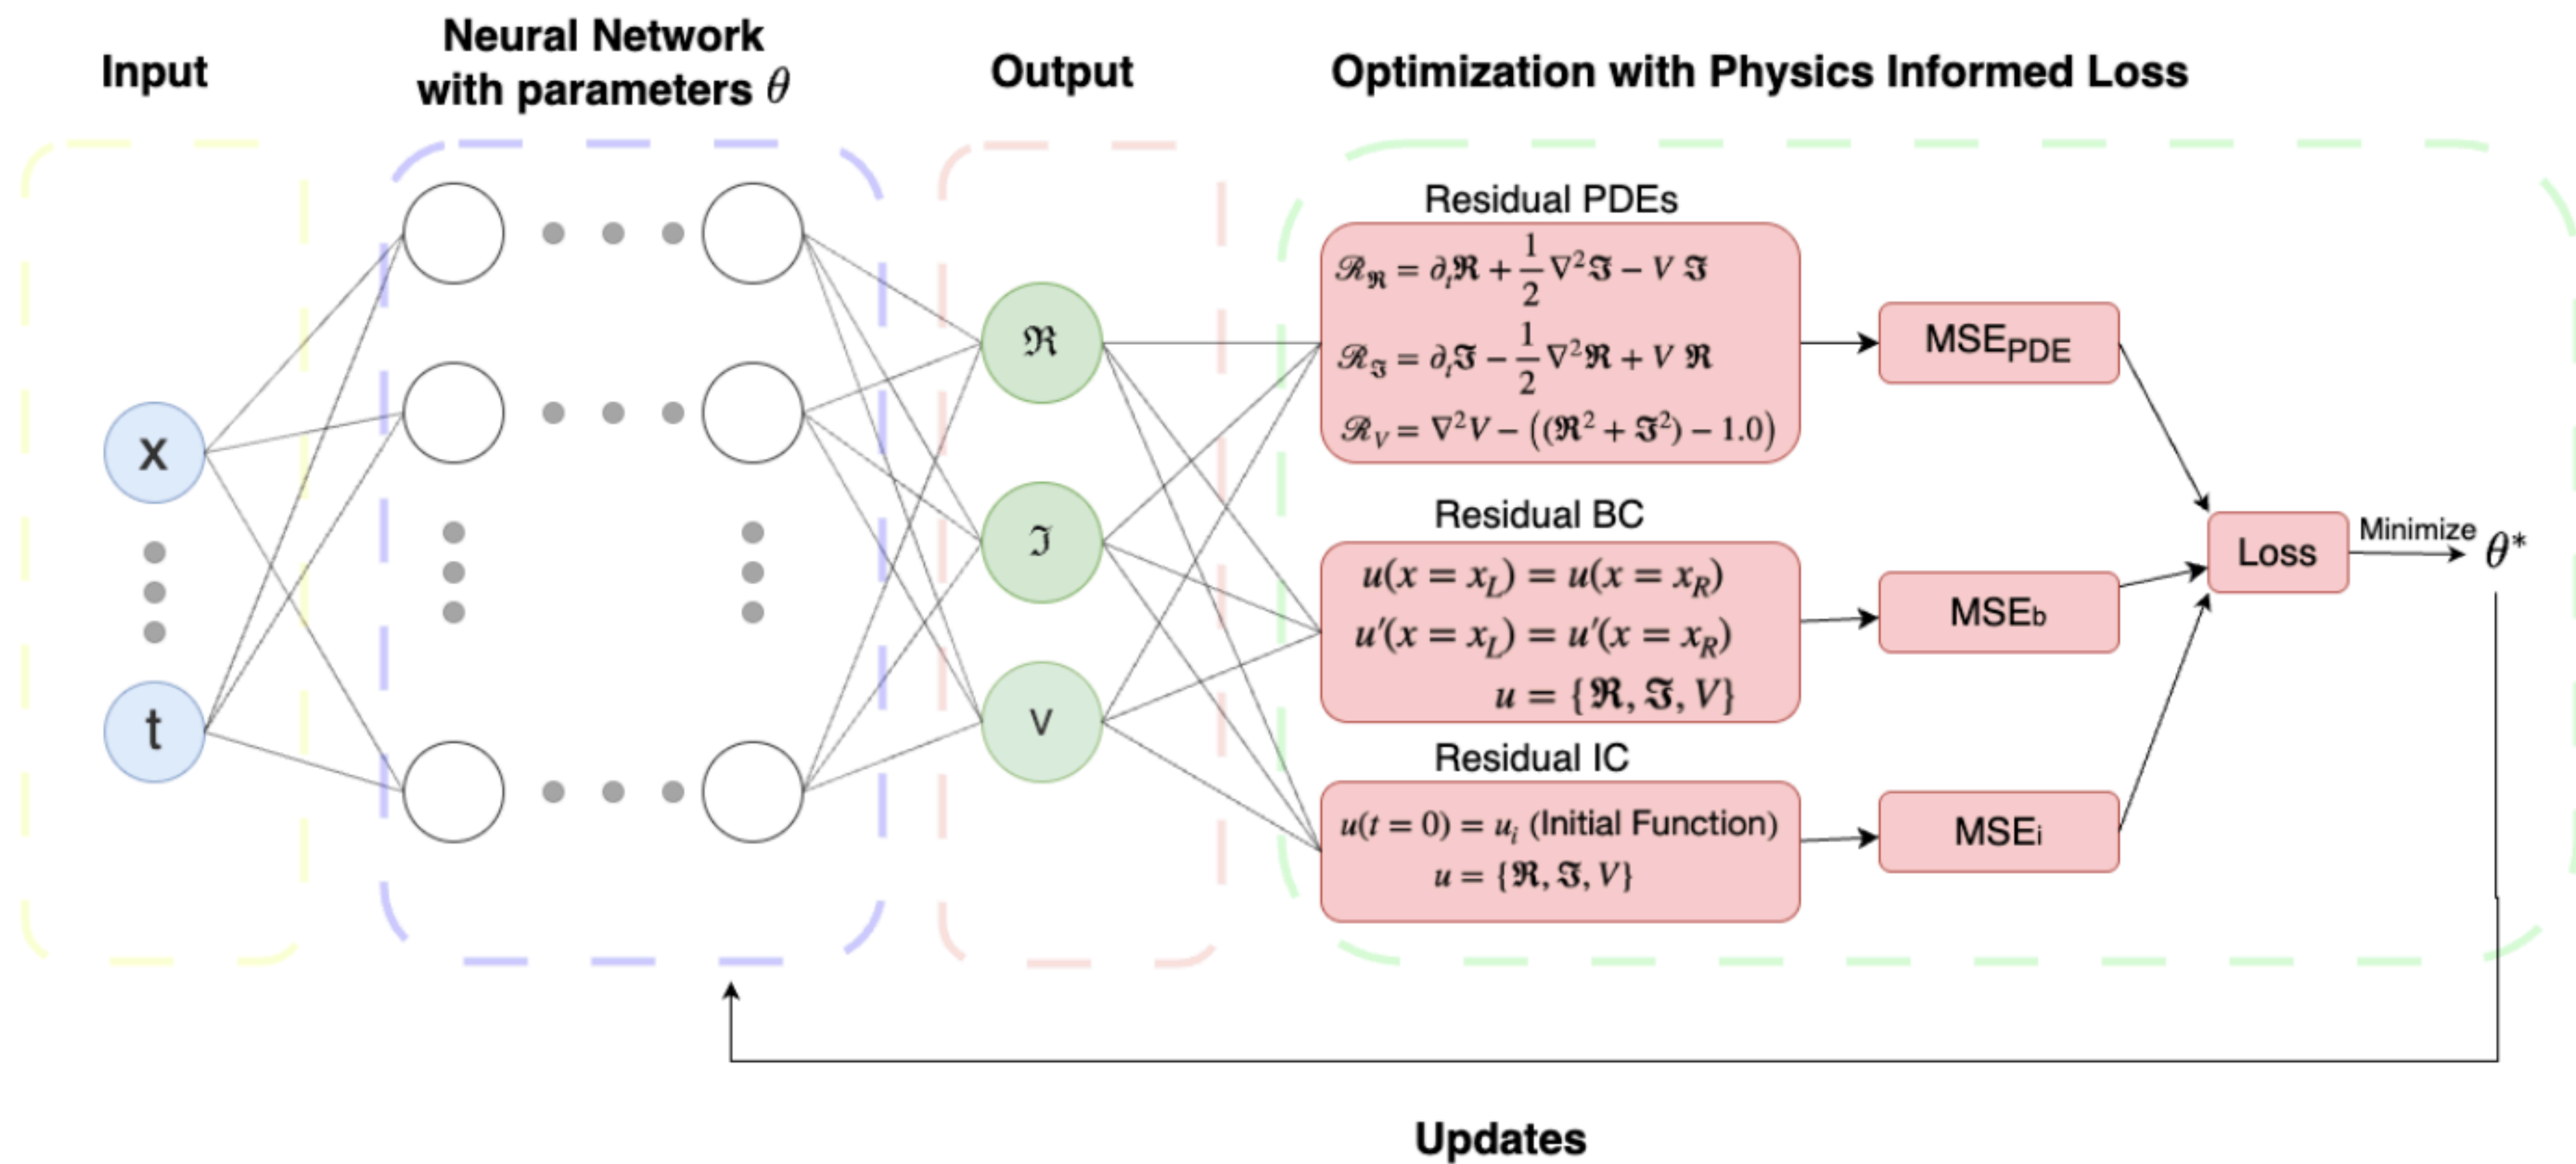 Input
Neural Network
with parameters θ
Output
Optimization with Physics Informed Loss
x
t
ℜ
ℑ
V
Residual PDEs
ℛ_ℜ = ∂_tℜ + 1/2 ∇²ℑ − V ℑ
ℛ_ℑ = ∂_tℑ − 1/2 ∇²ℜ + V ℜ
ℛ_V = ∇²V − ((ℜ² + ℑ²) − 1.0)
MSE_PDE
Residual BC
u(x = x_L) = u(x = x_R)
u′(x = x_L) = u′(x = x_R)
u = {ℜ, ℑ, V}
MSEb
Residual IC
u(t = 0) = u_i (Initial Function)
u = {ℜ, ℑ, V}
MSEi
Loss
Minimize
θ*
Updates